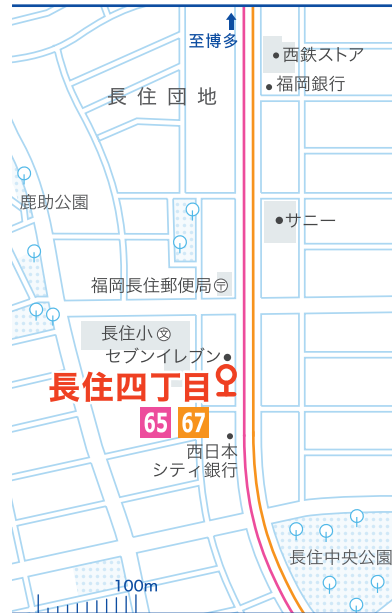 至博多
西鉄ストア
福岡銀行
長住団地
鹿助公園
サニー
福岡長住郵便局〒
長住小文
セブンイレブン
長住四丁目
65 67
西日本
シティ銀行
長住中央公園
100m